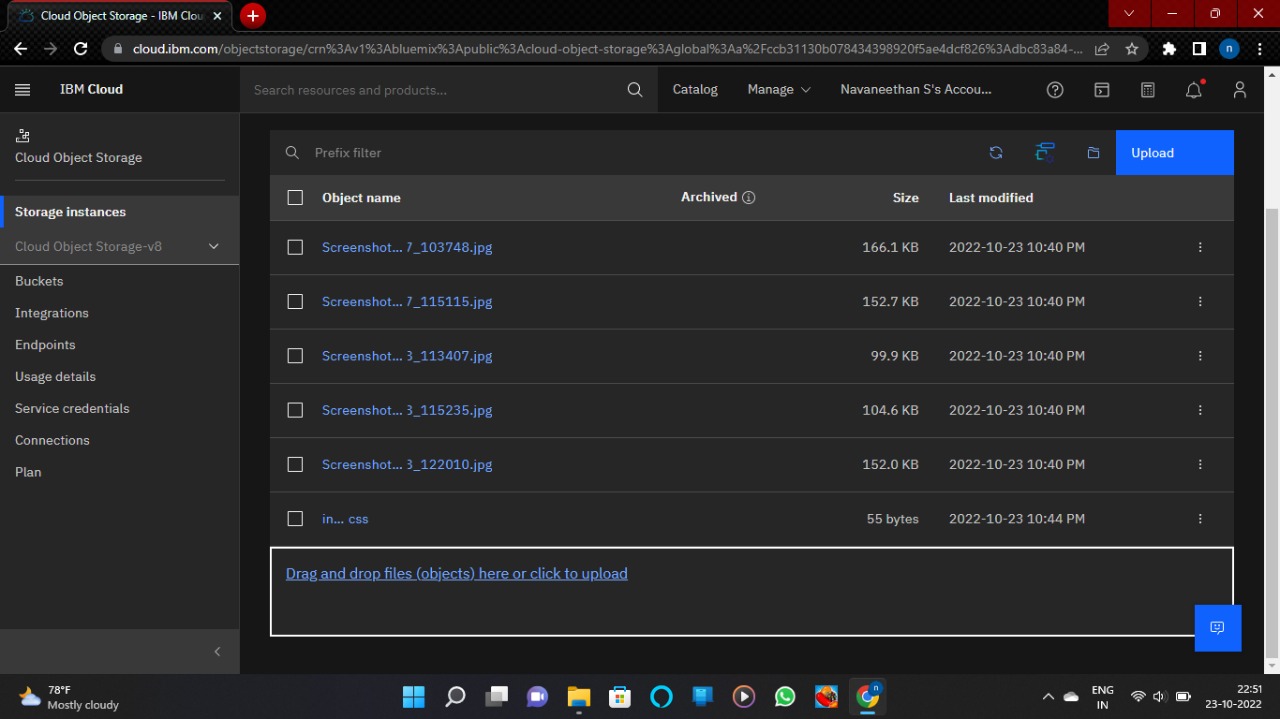 Cloud Object Storage - IBM Clou
cloud.ibm.com/objectstorage/crn%3Av1%3Abluemix%3Apublic%3Acloud-object-storage%3Aglobal%3Aa%2Fccb31130b078434398920f5ae4dcf826%3Adbc83a84-...
n
IBM Cloud
Search resources and products...
Catalog
Manage
Navaneethan S's Accou...
Cloud Object Storage
Storage instances
Cloud Object Storage-v8
Buckets
Integrations
Endpoints
Usage details
Service credentials
Connections
Plan
Prefix filter
Upload
Object name Archived Size Last modified
Screenshot... 7_103748.jpg 166.1 KB 2022-10-23 10:40 PM
Screenshot... 7_115115.jpg 152.7 KB 2022-10-23 10:40 PM
Screenshot... 3_113407.jpg 99.9 KB 2022-10-23 10:40 PM
Screenshot... 3_115235.jpg 104.6 KB 2022-10-23 10:40 PM
Screenshot... 3_122010.jpg 152.0 KB 2022-10-23 10:40 PM
in... css 55 bytes 2022-10-23 10:44 PM
Drag and drop files (objects) here or click to upload
78°F
Mostly cloudy
n
ENG
IN
22:51
23-10-2022